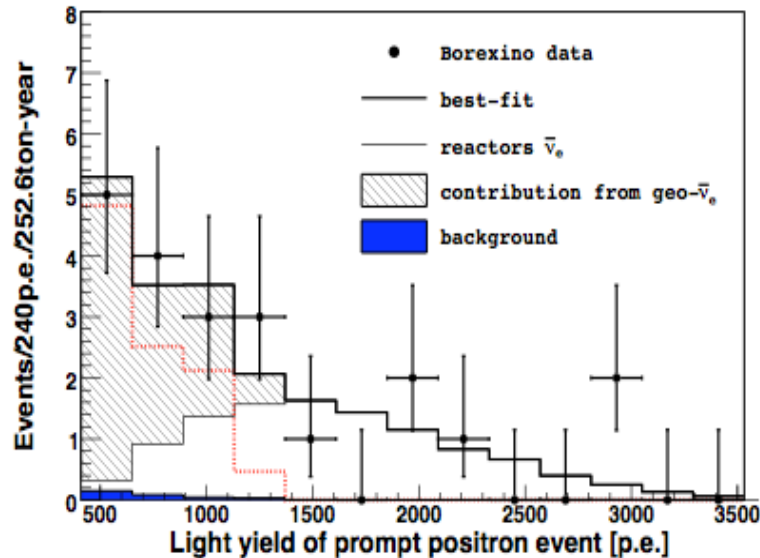 Events/240p.e./252.6ton-year
8
7
6
5
4
3
2
1
0
Borexino data
best-fit
reactors ν̄e
contribution from geo-ν̄e
background
500 1000 1500 2000 2500 3000 3500
Light yield of prompt positron event [p.e.]